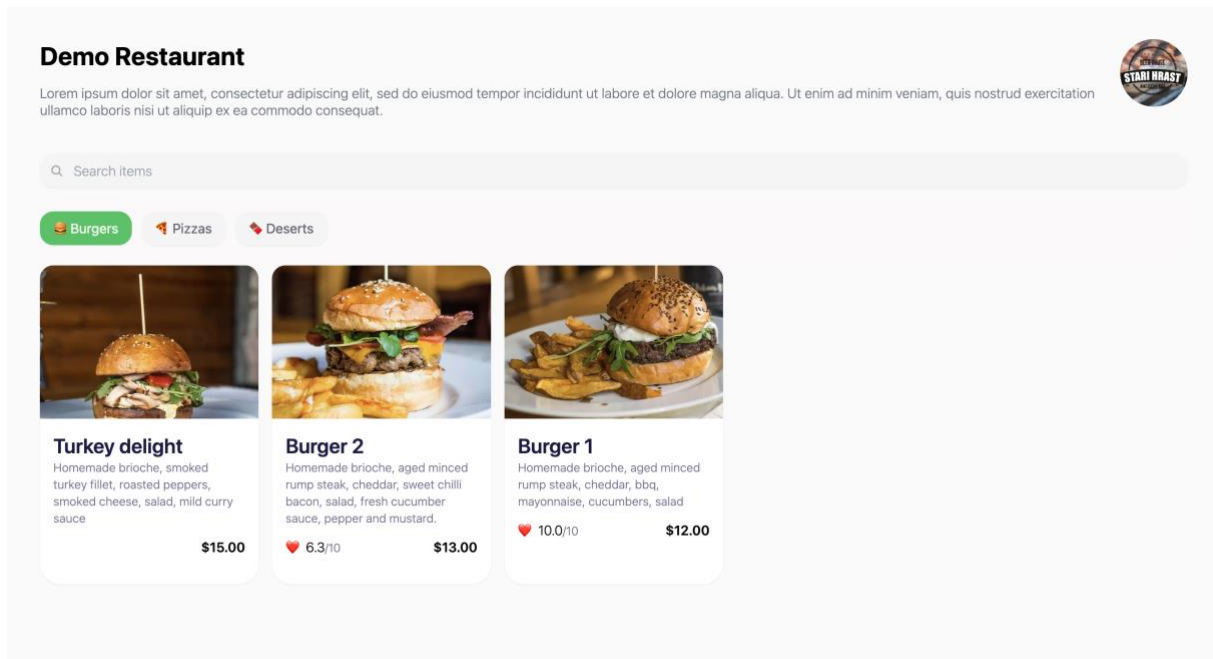 Demo Restaurant
Lorem ipsum dolor sit amet, consectetur adipiscing elit, sed do eiusmod tempor incididunt ut labore et dolore magna aliqua. Ut enim ad minim veniam, quis nostrud exercitation
ullamco laboris nisi ut aliquip ex ea commodo consequat.
STARI HRAST
Search items
Burgers
Pizzas
Deserts
Turkey delight
Homemade brioche, smoked
turkey fillet, roasted peppers,
smoked cheese, salad, mild curry
sauce
$15.00
Burger 2
Homemade brioche, aged minced
rump steak, cheddar, sweet chilli
bacon, salad, fresh cucumber
sauce, pepper and mustard.
6.3/10
$13.00
Burger 1
Homemade brioche, aged minced
rump steak, cheddar, bbq,
mayonnaise, cucumbers, salad
10.0/10
$12.00